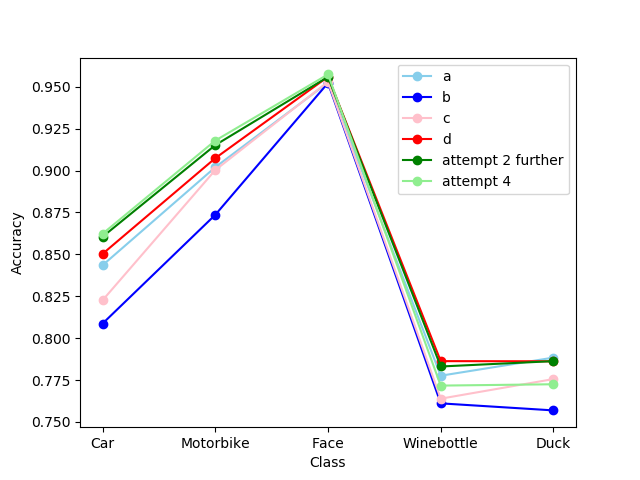 a
b
c
d
attempt 2 further
attempt 4
0.950
0.925
0.900
0.875
0.850
0.825
0.800
0.775
0.750
Accuracy
Car Motorbike Face Winebottle Duck
Class